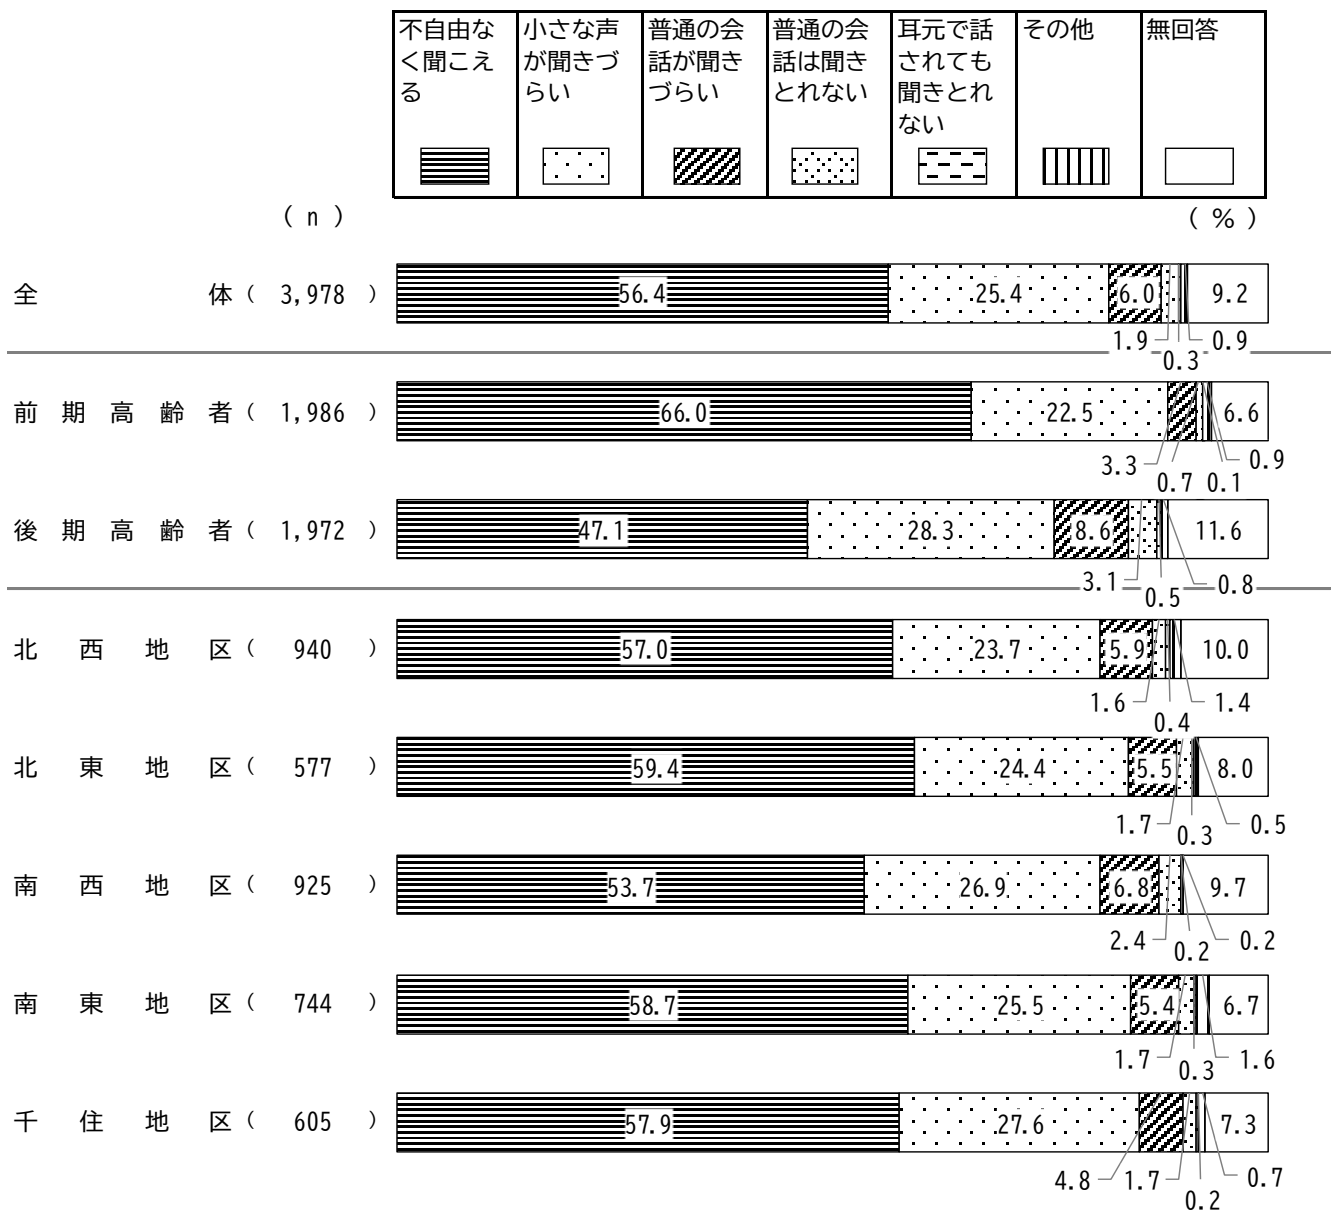 不自由な
く聞こえ
る
小さな声
が聞きづ
らい
普通の会
話が聞き
づらい
普通の会
話は聞き
とれない
耳元で話
されても
聞きとれ
ない
その他
無回答
(n)
(%)
全体(3,978)
56.4 25.4 6.0 9.2
1.9 0.3 0.9
前期高齢者(1,986)
66.0 22.5 6.6
3.3 0.7 0.1 0.9
後期高齢者(1,972)
47.1 28.3 8.6 11.6
3.1 0.5 0.8
北西地区(940)
57.0 23.7 5.9 10.0
1.6 0.4 1.4
北東地区(577)
59.4 24.4 5.5 8.0
1.7 0.3 0.5
南西地区(925)
53.7 26.9 6.8 9.7
2.4 0.2 0.2
南東地区(744)
58.7 25.5 5.4 6.7
1.7 0.3 1.6
千住地区(605)
57.9 27.6 7.3
4.8 1.7 0.2 0.7